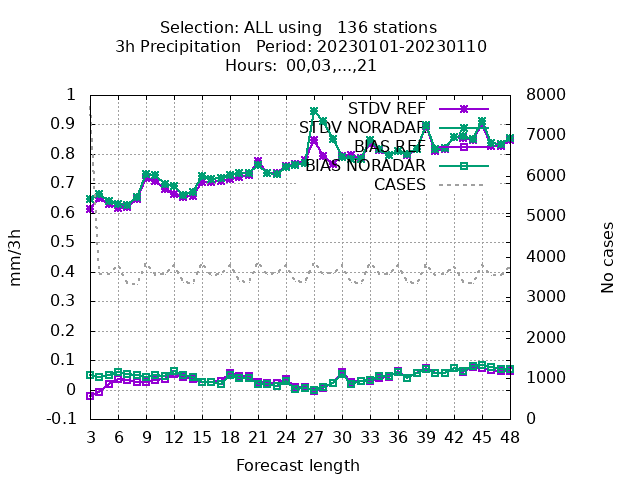 Selection: ALL using   136 stations
3h Precipitation   Period: 20230101-20230110
Hours:  00,03,...,21
STDV REF
STDV NORADAR
BIAS REF
BIAS NORADAR
CASES
1
0.9
0.8
0.7
0.6
0.5
0.4
0.3
0.2
0.1
0
-0.1
8000
7000
6000
5000
4000
3000
2000
1000
0
mm/3h
No cases
3 6 9 12 15 18 21 24 27 30 33 36 39 42 45 48
Forecast length